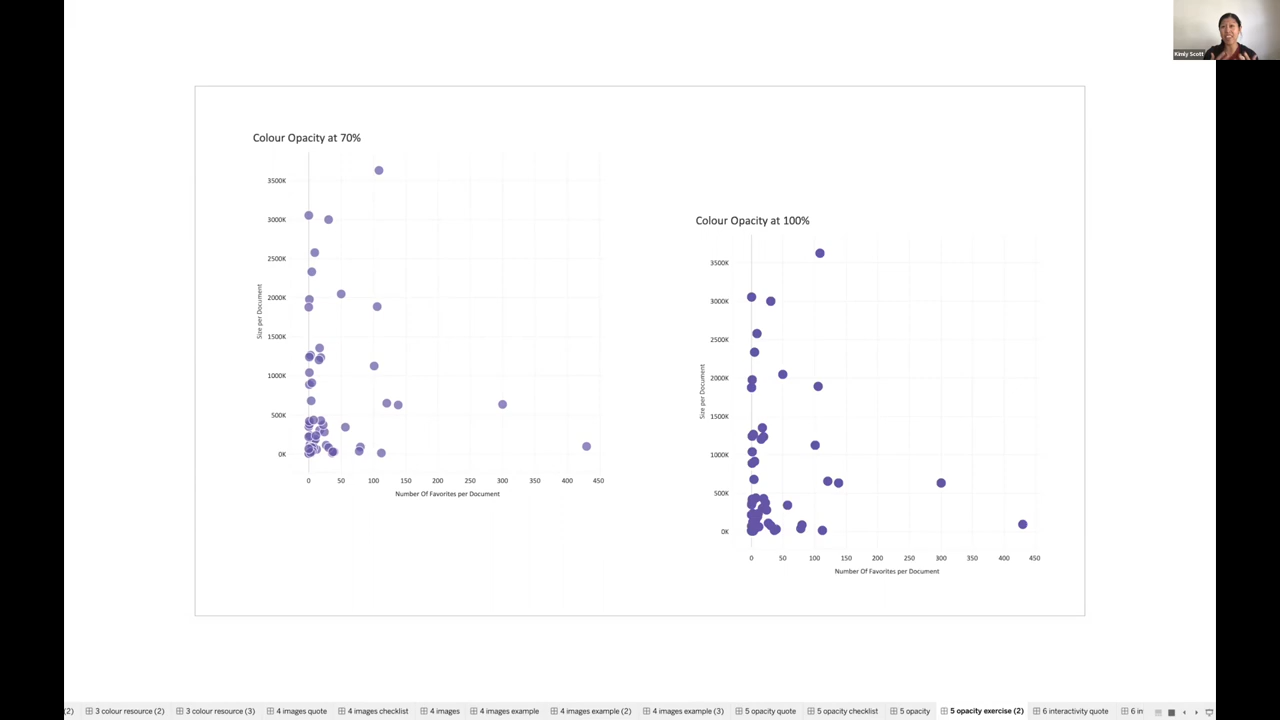 Kimly Scott
Colour Opacity at 70%
3500K
3000K
2500K
2000K
1500K
1000K
500K
0K
Size per Document
0 50 100 150 200 250 300 350 400 450
Number Of Favorites per Document
Colour Opacity at 100%
3500K
3000K
2500K
2000K
1500K
1000K
500K
0K
Size per Document
0 50 100 150 200 250 300 350 400 450
Number Of Favorites per Document
(2) 3 colour resource (2) 3 colour resource (3) 4 images quote 4 images checklist 4 images 4 images example 4 images example (2) 4 images example (3) 5 opacity quote 5 opacity checklist 5 opacity 5 opacity exercise (2) 6 interactivity quote 6 in